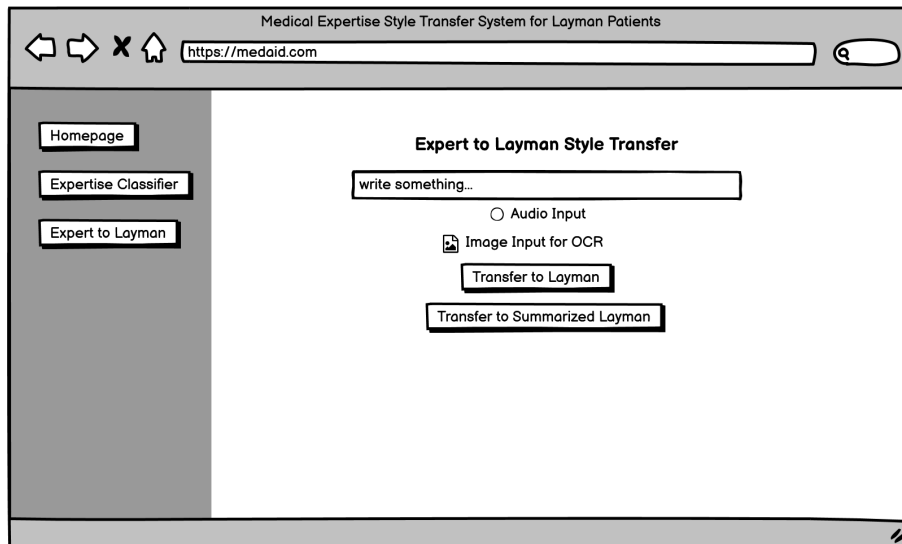 Medical Expertise Style Transfer System for Layman Patients
https://medaid.com
Homepage
Expertise Classifier
Expert to Layman
Expert to Layman Style Transfer
write something...
Audio Input
Image Input for OCR
Transfer to Layman
Transfer to Summarized Layman